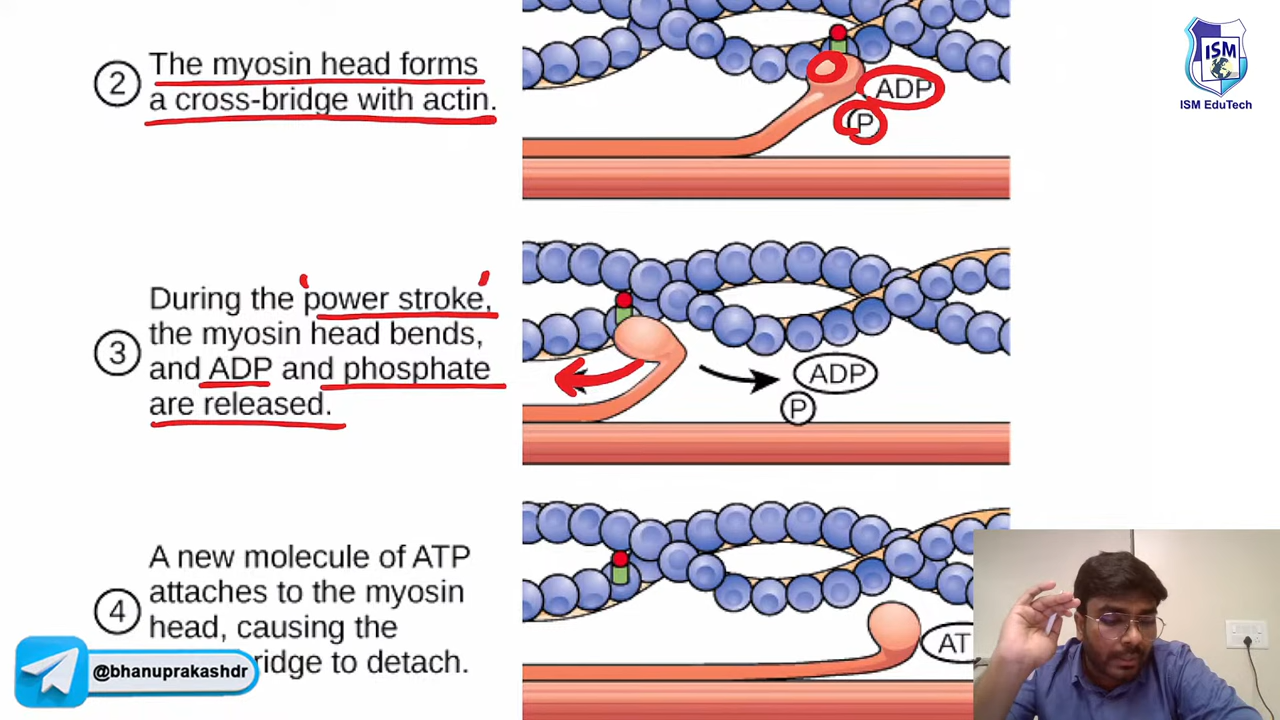 2 The myosin head forms
a cross-bridge with actin.
ADP
P
ISM
ISM EduTech
3 During the power stroke,
the myosin head bends,
and ADP and phosphate
are released.
ADP
P
4 A new molecule of ATP
attaches to the myosin
head, causing the
ridge to detach.
AT
@bhanuprakashdr